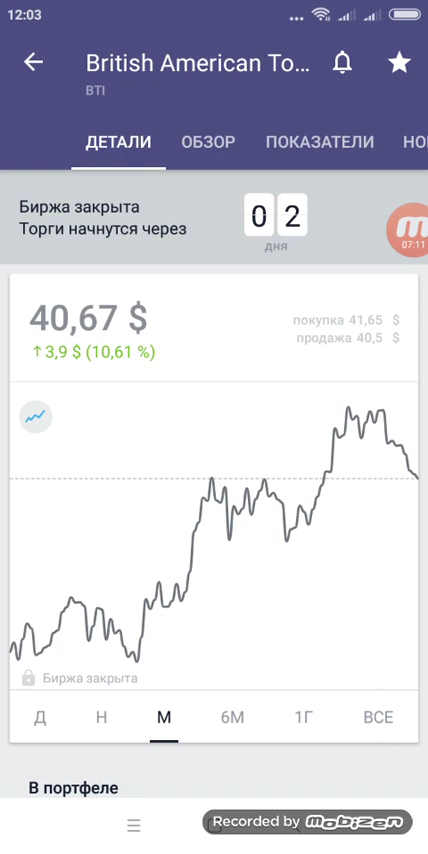 12:03
British American To...
BTI
ДЕТАЛИ ОБЗОР ПОКАЗАТЕЛИ НО
Биржа закрыта
Торги начнутся через
0 2
дня
07:11
40,67 $
покупка 41,65 $
↑3,9 $ (10,61 %)
продажа 40,5 $
Биржа закрыта
Д Н М 6М 1Г ВСЕ
В портфеле
Recorded by mobizen